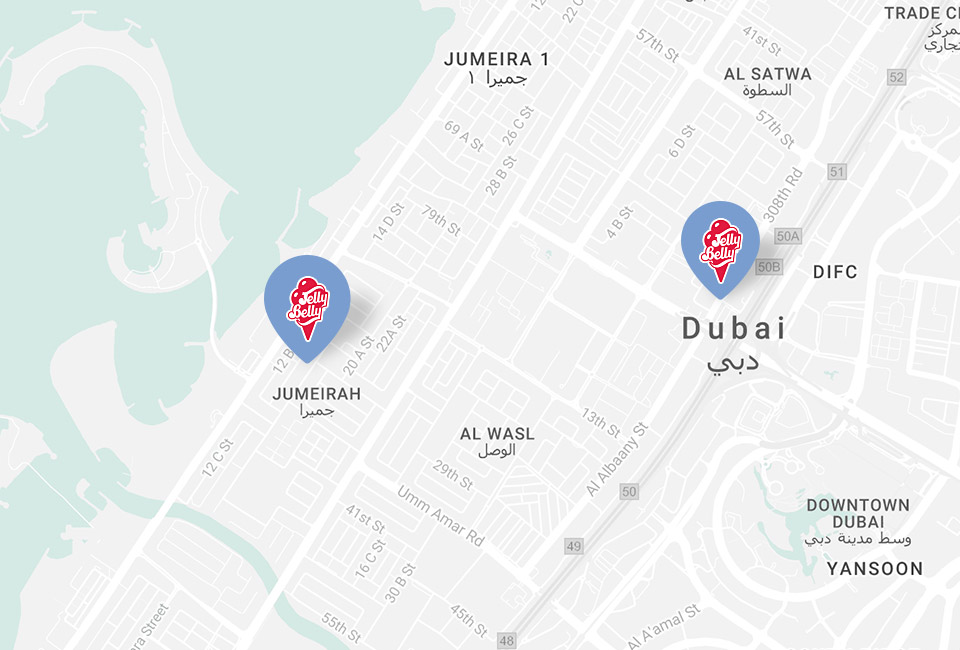 TRADE C
مركز
تجاري
12
22 C
57th St
41st St
JUMEIRA 1
جميرا ١
AL SATWA
السطوة
52
69 A St
26 C St
57th St
6 D St
28 B St
51
308th Rd
14 D St
79th St
4 B St
50A
Jelly
Belly
50B
DIFC
Jelly
Belly
Dubai
دبي
12 B
20 A St
22A St
JUMEIRAH
جميرا
13th St
AL WASL
الوصل
12 C St
29th St
Al Albaany St
50
Umm Amar Rd
DOWNTOWN
DUBAI
وسط مدينة دبي
41st St
49
16 C St
YANSOON
30 B St
ra Street
55th St
45th St
48
Al A'amal St